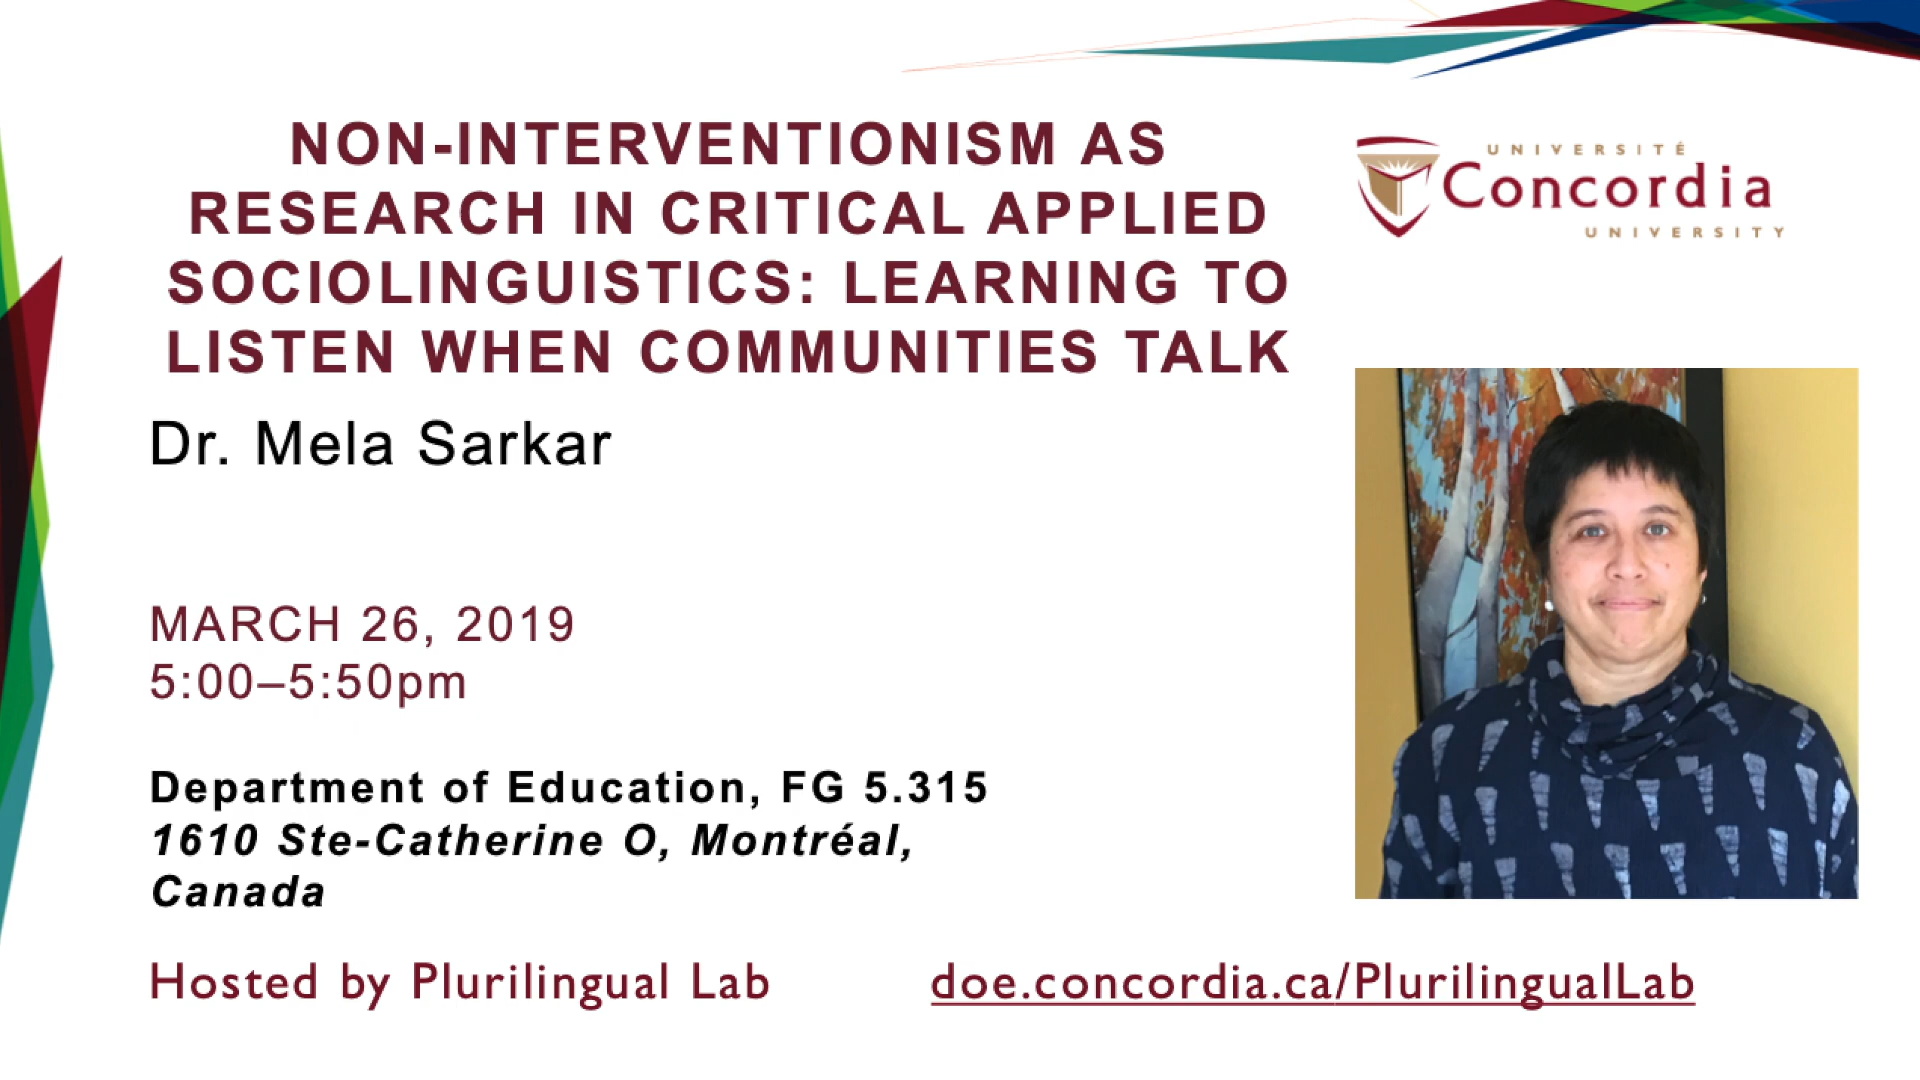 NON-INTERVENTIONISM AS
RESEARCH IN CRITICAL APPLIED
SOCIOLINGUISTICS: LEARNING TO
LISTEN WHEN COMMUNITIES TALK
UNIVERSITÉ
Concordia
UNIVERSITY
Dr. Mela Sarkar
MARCH 26, 2019
5:00–5:50pm
Department of Education, FG 5.315
1610 Ste-Catherine O, Montréal,
Canada
Hosted by Plurilingual Lab
doe.concordia.ca/PlurilingualLab